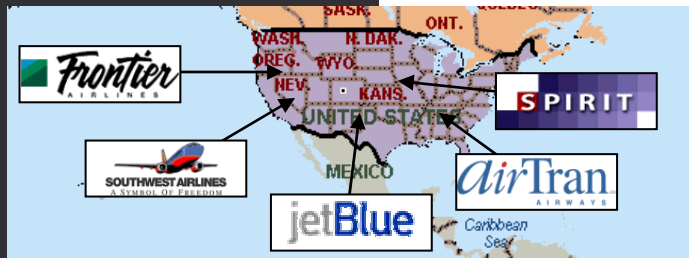 SASK.
QUEBEC
ONT.
WASH.
N. DAK.
OREG.
WYO
Frontier
AIRLINES
NEV.
KANS.
SPIRIT
UNITED STATES
SOUTHWEST AIRLINES
A SYMBOL OF FREEDOM
MEXICO
airTran
AIRWAYS
jetBlue
Caribbean
Sea